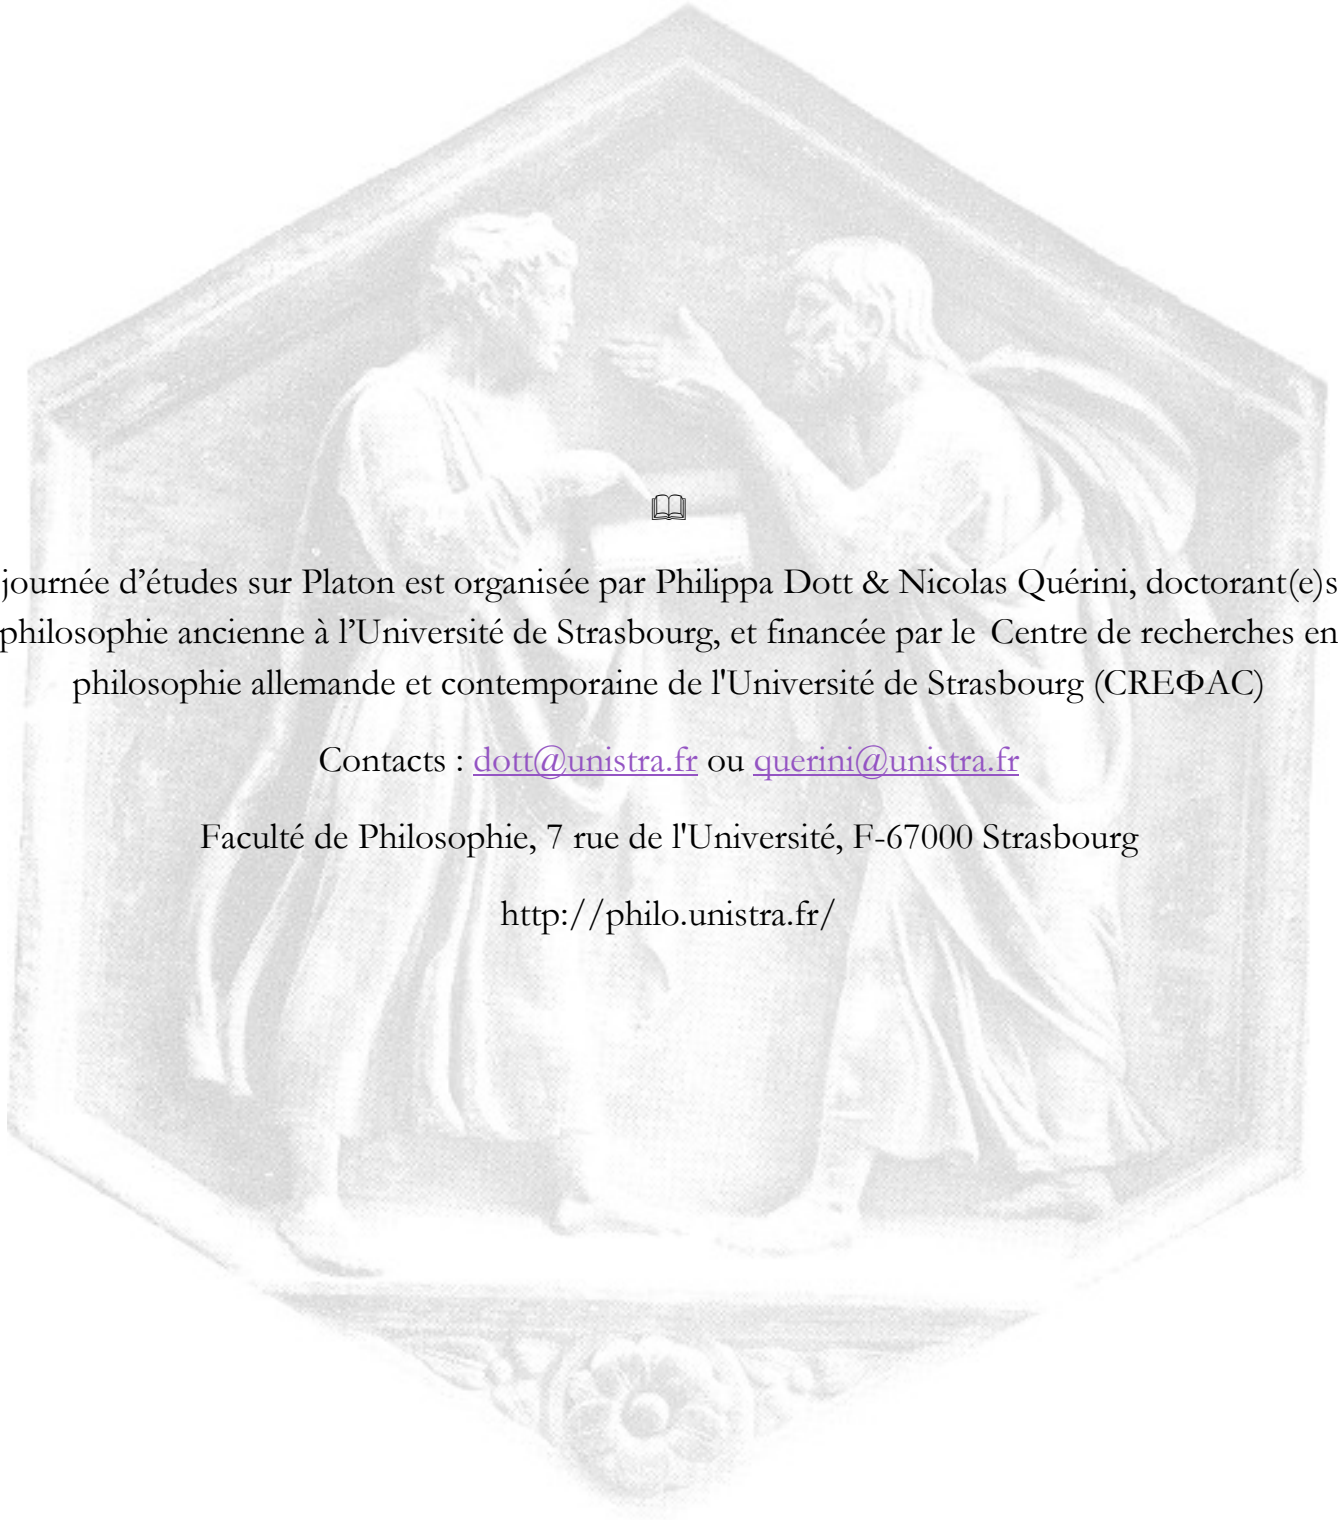 journée d’études sur Platon est organisée par Philippa Dott & Nicolas Quérini, doctorant(e)s
philosophie ancienne à l’Université de Strasbourg, et financée par le Centre de recherches en
philosophie allemande et contemporaine de l'Université de Strasbourg (CREΦAC)
Contacts : dott@unistra.fr ou querini@unistra.fr
Faculté de Philosophie, 7 rue de l'Université, F-67000 Strasbourg
http://philo.unistra.fr/